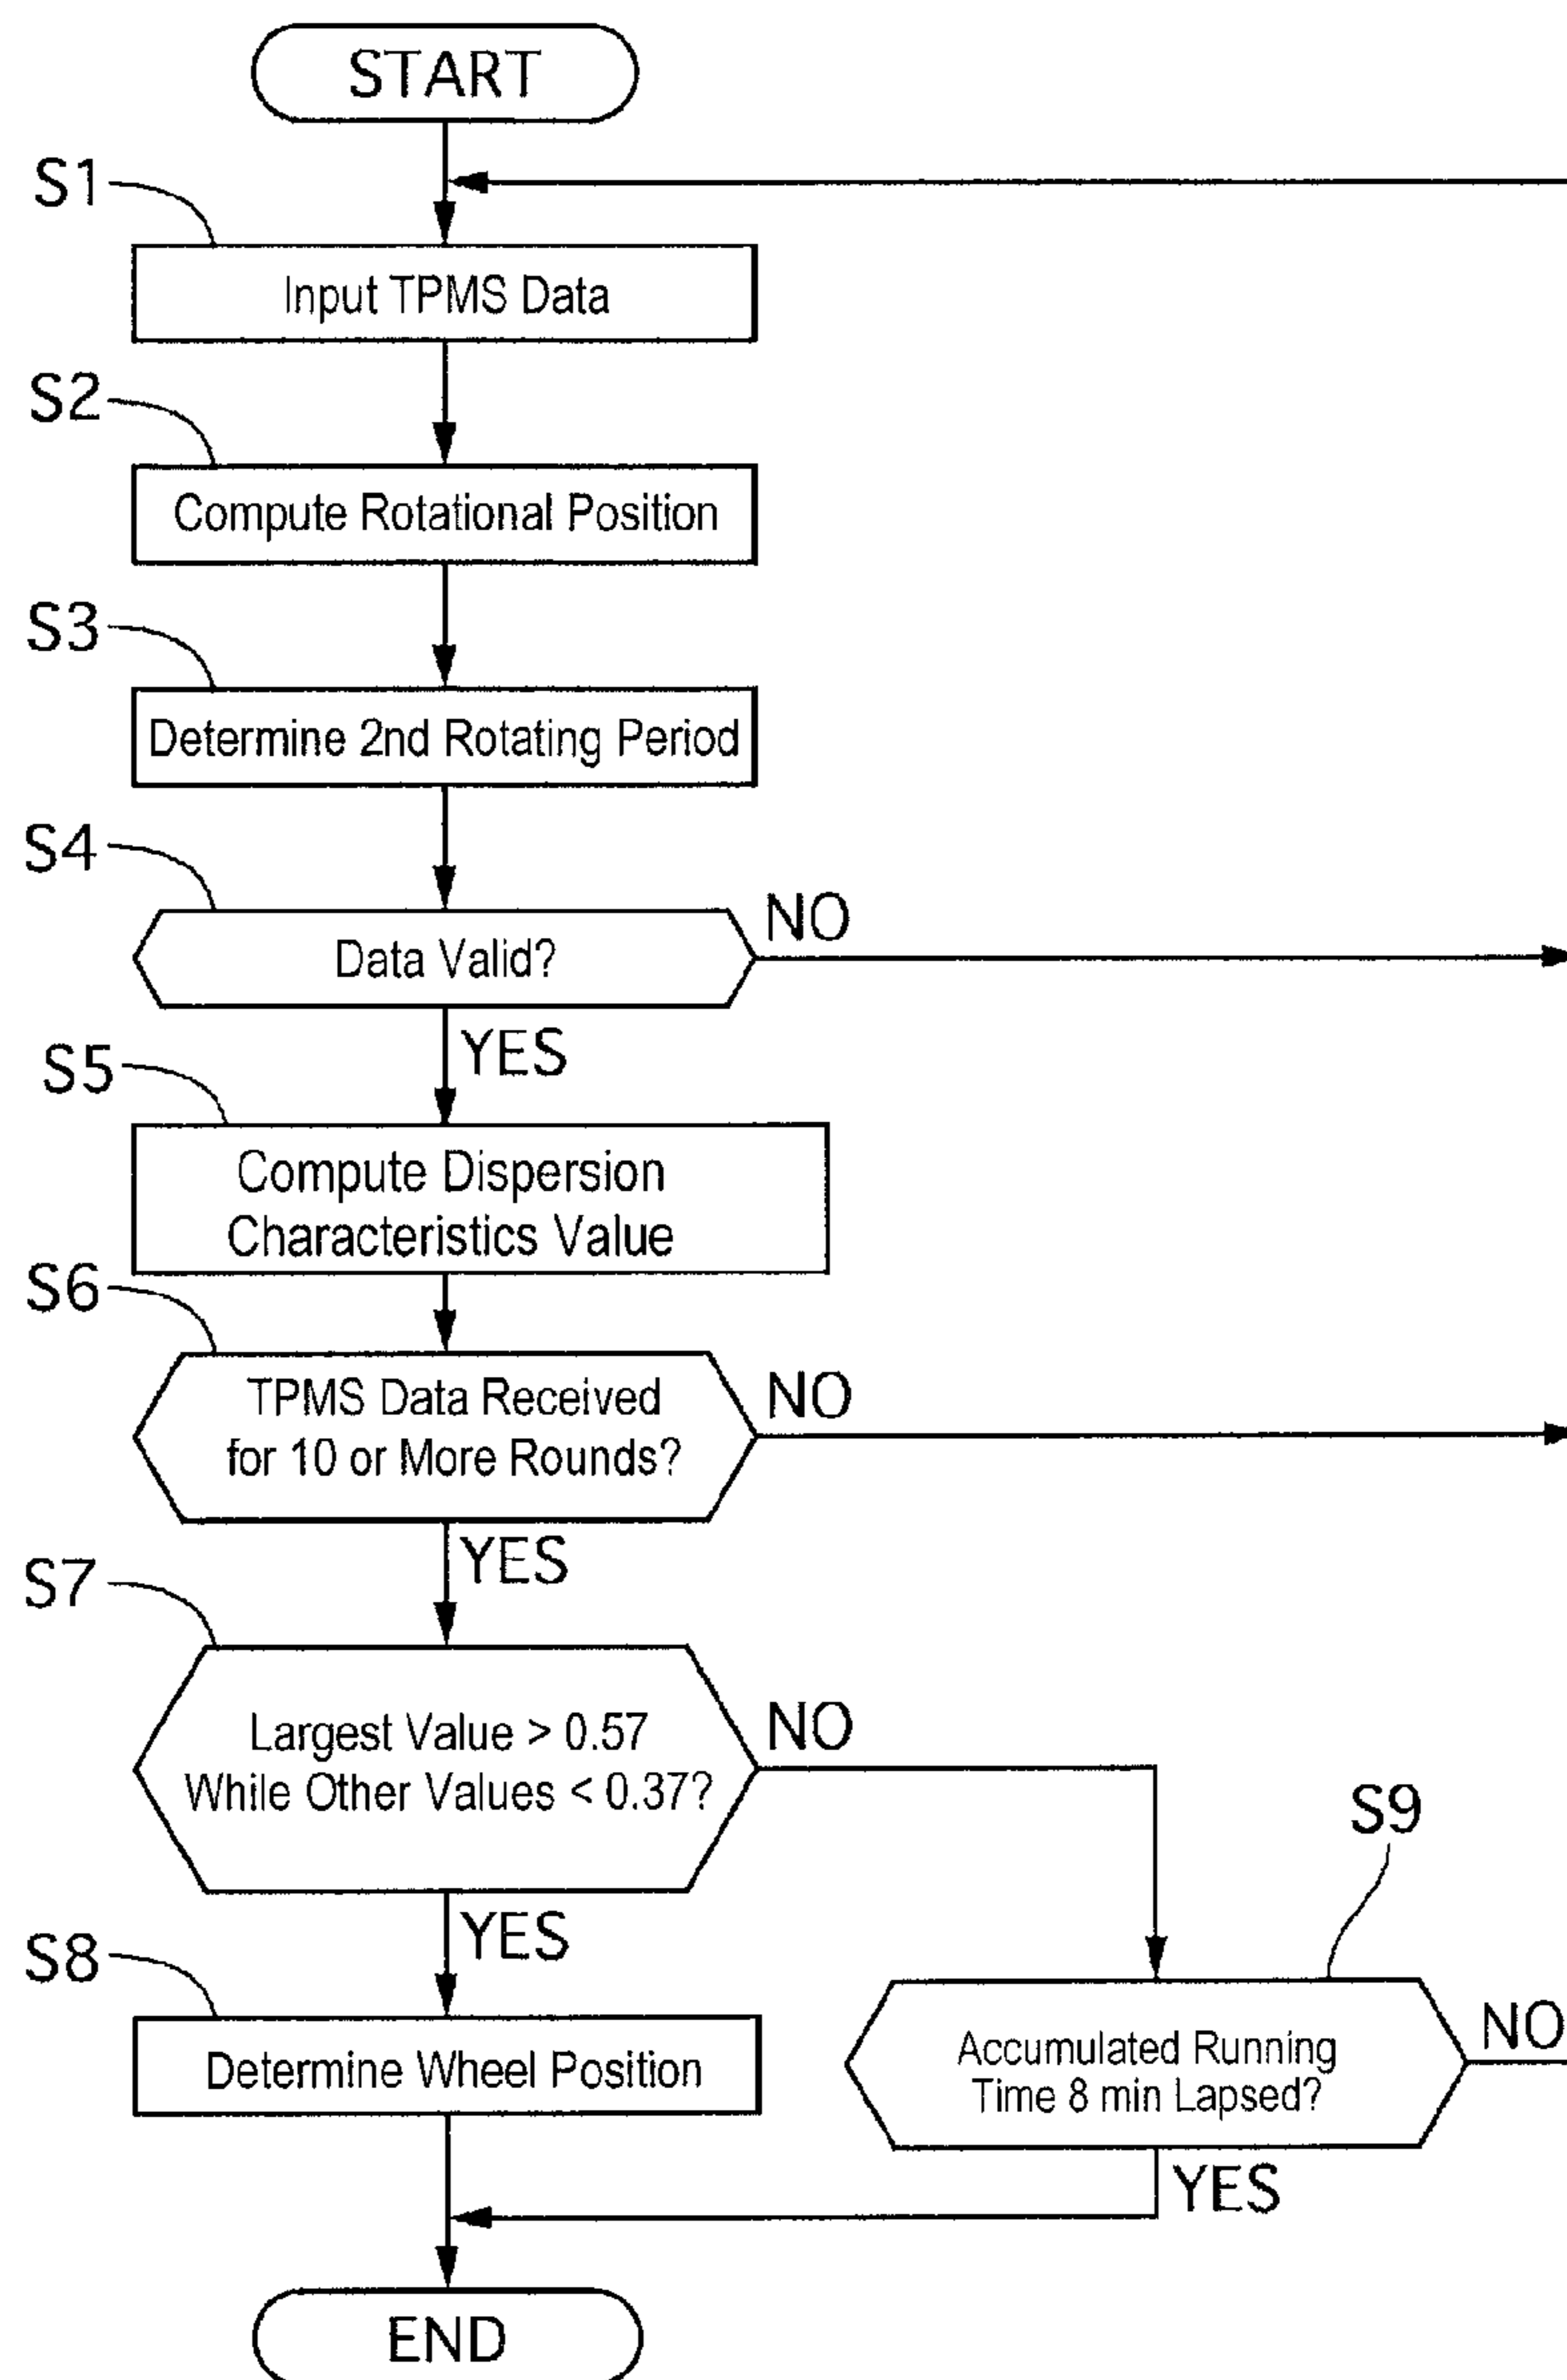 START
S1
Input TPMS Data
S2
Compute Rotational Position
S3
Determine 2nd Rotating Period
S4
Data Valid?
NO
YES
S5
Compute Dispersion
Characteristics Value
S6
TPMS Data Received
for 10 or More Rounds?
NO
YES
S7
Largest Value > 0.57
While Other Values < 0.37?
NO
YES
S8
Determine Wheel Position
S9
Accumulated Running
Time 8 min Lapsed?
NO
YES
END